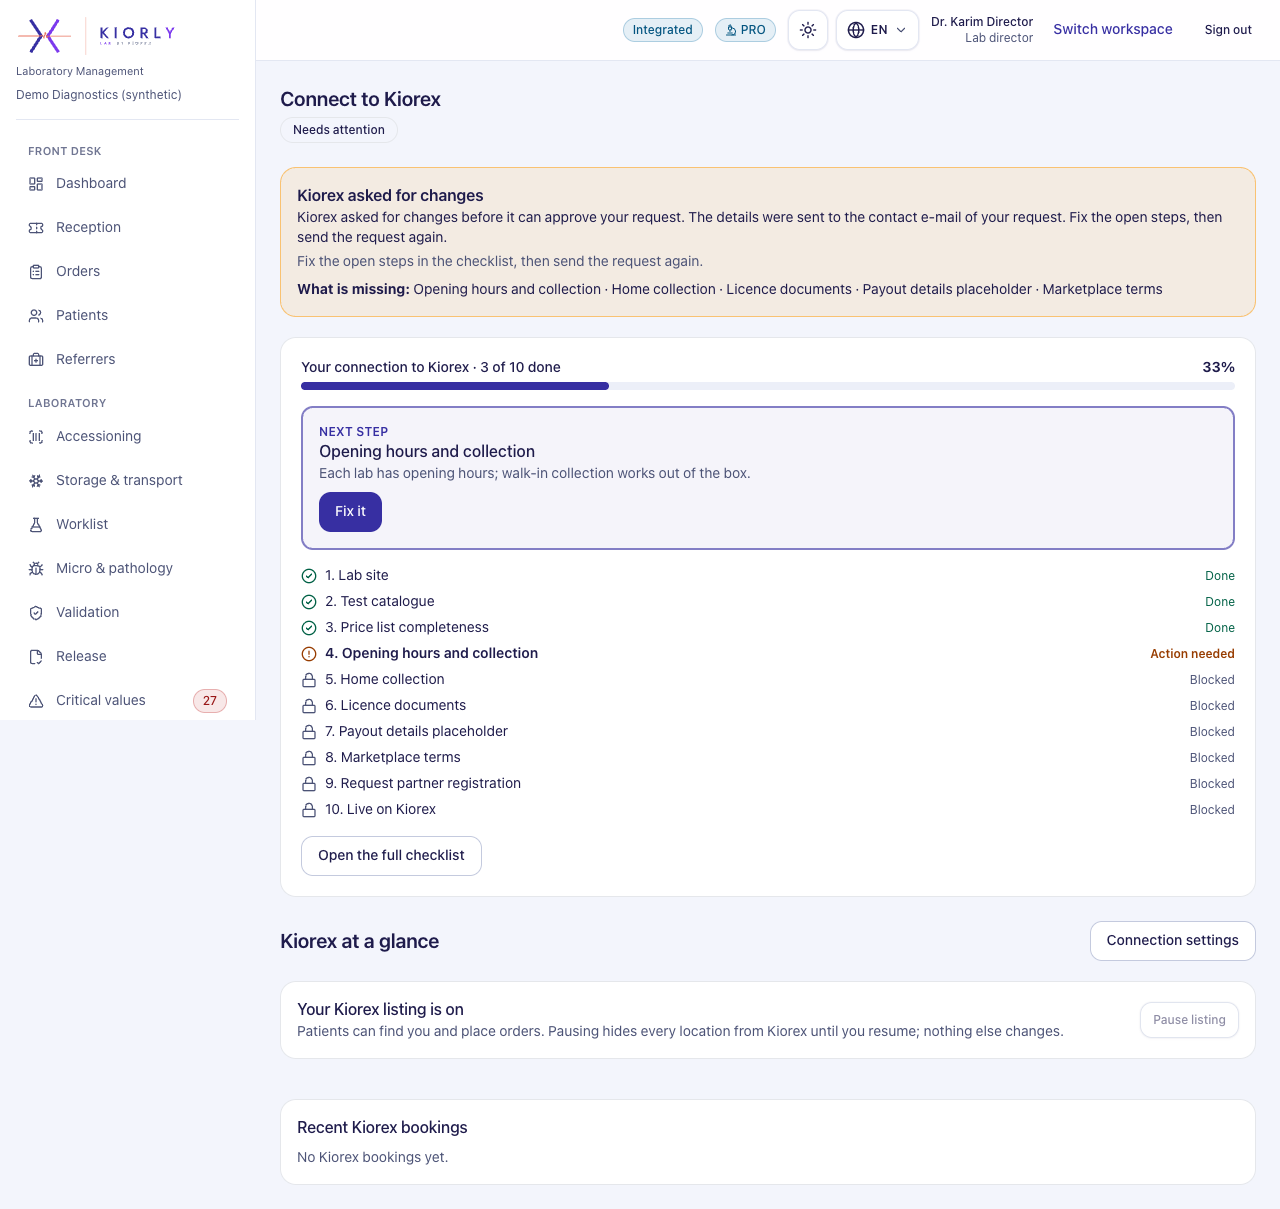 KIORLY
Laboratory Management
Demo Diagnostics (synthetic)
FRONT DESK
Dashboard
Reception
Orders
Patients
Referrers
LABORATORY
Accessioning
Storage & transport
Worklist
Micro & pathology
Validation
Release
Critical values 27
Integrated PRO EN Dr. Karim Director Switch workspace Sign out
Lab director
Connect to Kiorex
Needs attention
Kiorex asked for changes
Kiorex asked for changes before it can approve your request. The details were sent to the contact e-mail of your request. Fix the open steps, then
send the request again.
Fix the open steps in the checklist, then send the request again.
What is missing: Opening hours and collection · Home collection · Licence documents · Payout details placeholder · Marketplace terms
Your connection to Kiorex · 3 of 10 done 33%
NEXT STEP
Opening hours and collection
Each lab has opening hours; walk-in collection works out of the box.
Fix it
1. Lab site Done
2. Test catalogue Done
3. Price list completeness Done
4. Opening hours and collection Action needed
5. Home collection Blocked
6. Licence documents Blocked
7. Payout details placeholder Blocked
8. Marketplace terms Blocked
9. Request partner registration Blocked
10. Live on Kiorex Blocked
Open the full checklist
Kiorex at a glance Connection settings
Your Kiorex listing is on
Patients can find you and place orders. Pausing hides every location from Kiorex until you resume; nothing else changes.
Pause listing
Recent Kiorex bookings
No Kiorex bookings yet.